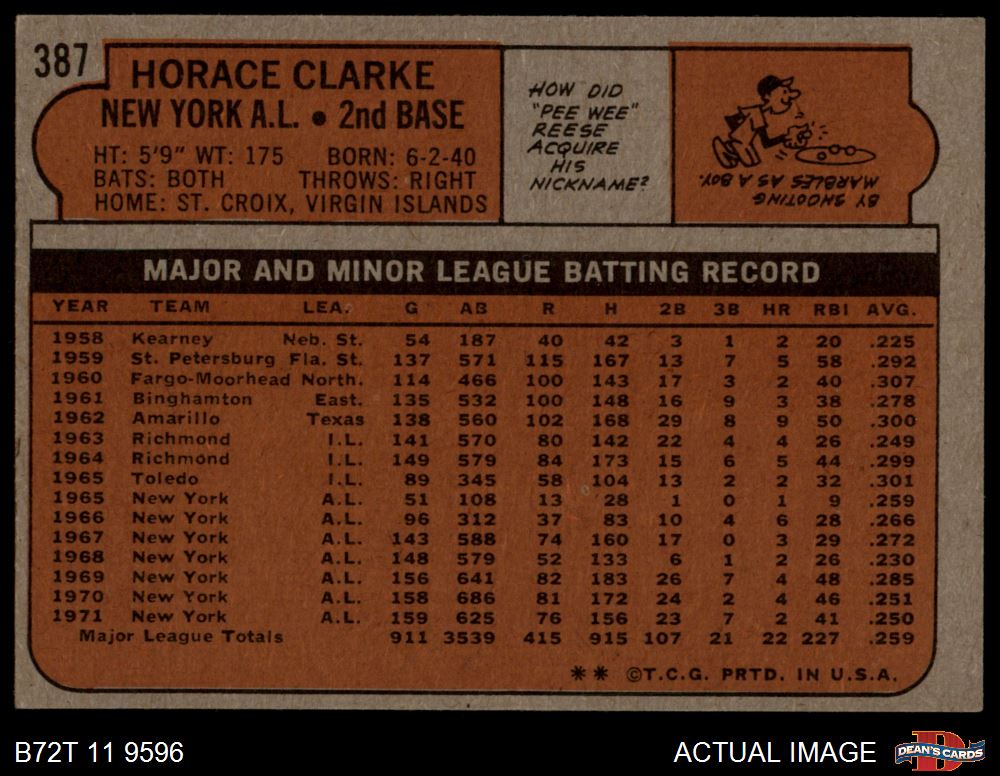 387
HORACE CLARKE
NEW YORK A.L. • 2nd BASE
HT: 5'9" WT: 175 BORN: 6-2-40
BATS: BOTH THROWS: RIGHT
HOME: ST. CROIX, VIRGIN ISLANDS
HOW DID
"PEE WEE"
REESE
ACQUIRE
HIS
NICKNAME?
BY SHOOTING
MARBLES AS A BOY.
MAJOR AND MINOR LEAGUE BATTING RECORD
YEAR TEAM LEA. G AB R H 2B 3B HR RBI AVG.
1958 Kearney Neb. St. 54 187 40 42 3 1 2 20 .225
1959 St. Petersburg Fla. St. 137 571 115 167 13 7 5 58 .292
1960 Fargo-Moorhead North. 114 466 100 143 17 3 2 40 .307
1961 Binghamton East. 135 532 100 148 16 9 3 38 .278
1962 Amarillo Texas 138 560 102 168 29 8 9 50 .300
1963 Richmond I.L. 141 570 80 142 22 4 4 26 .249
1964 Richmond I.L. 149 579 84 173 15 6 5 44 .299
1965 Toledo I.L. 89 345 58 104 13 2 2 32 .301
1965 New York A.L. 51 108 13 28 1 0 1 9 .259
1966 New York A.L. 96 312 37 83 10 4 6 28 .266
1967 New York A.L. 143 588 74 160 17 0 3 29 .272
1968 New York A.L. 148 579 52 133 6 1 2 26 .230
1969 New York A.L. 156 641 82 183 26 7 4 48 .285
1970 New York A.L. 158 686 81 172 24 2 4 46 .251
1971 New York A.L. 159 625 76 156 23 7 2 41 .250
Major League Totals 911 3539 415 915 107 21 22 227 .259
** ©T.C.G. PRTD. IN U.S.A.
B72T 11 9596
ACTUAL IMAGE
D
DEAN'S CARDS